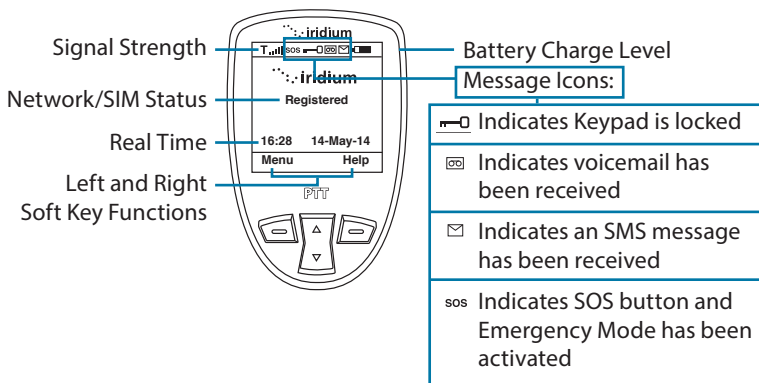 Signal Strength
Network/SIM Status
Real Time
Left and Right
Soft Key Functions
iridium
T SOS
iridium
Registered
16:28 14-May-14
Menu Help
PTT
Battery Charge Level
Message Icons:
Indicates Keypad is locked
Indicates voicemail has
been received
Indicates an SMS message
has been received
SOS Indicates SOS button and
Emergency Mode has been
activated